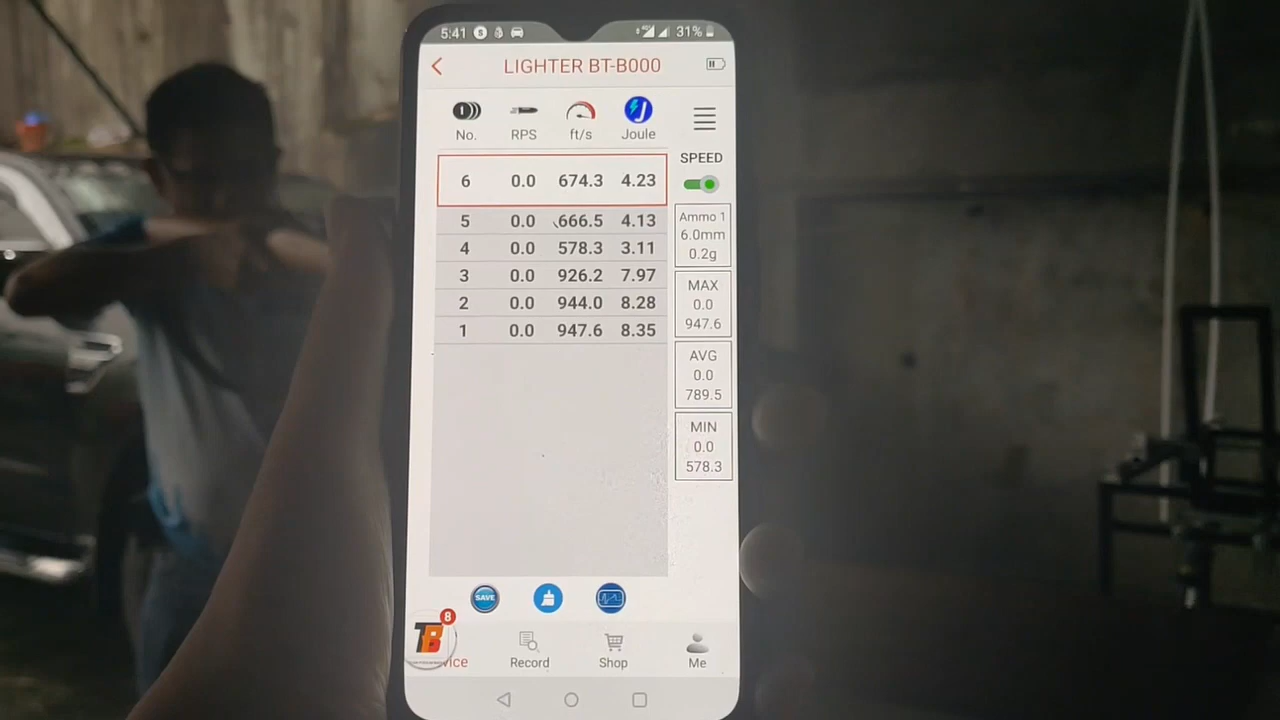 5:41 31%
LIGHTER BT-B000
No. RPS ft/s Joule
SPEED
6 0.0 674.3 4.23
5 0.0 666.5 4.13
4 0.0 578.3 3.11
3 0.0 926.2 7.97
2 0.0 944.0 8.28
1 0.0 947.6 8.35
Ammo 1
6.0mm
0.2g
MAX
0.0
947.6
AVG
0.0
789.5
MIN
0.0
578.3
SAVE
8
TB
vice Record Shop Me